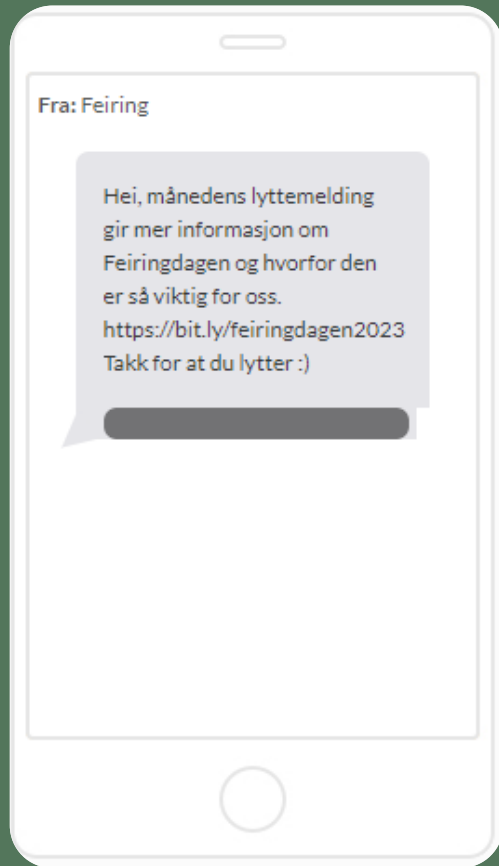 Fra: Feiring
Hei, månedens lyttemelding
gir mer informasjon om
Feiringdagen og hvorfor den
er så viktig for oss.
https://bit.ly/feiringdagen2023
Takk for at du lytter :)